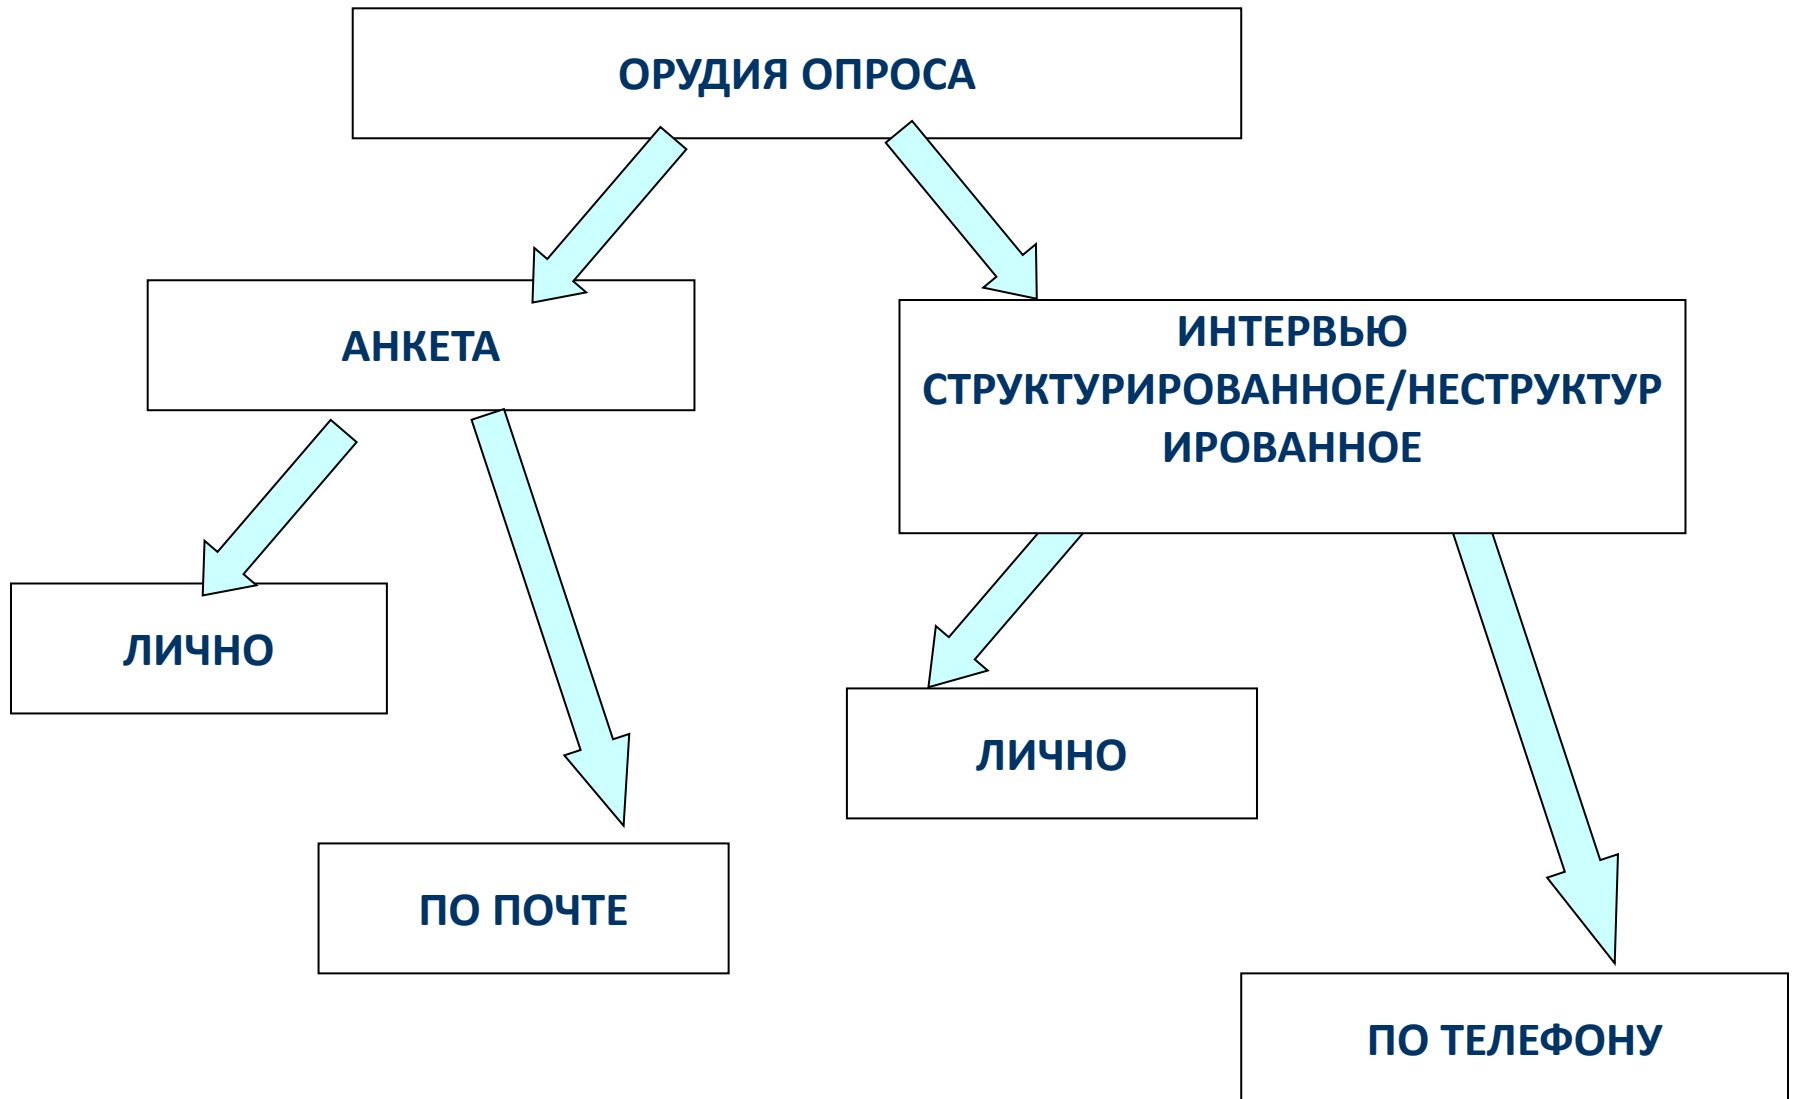 ОРУДИЯ ОПРОСА
АНКЕТА
ИНТЕРВЬЮ
СТРУКТУРИРОВАННОЕ/НЕСТРУКТУР
ИРОВАННОЕ
ЛИЧНО
ЛИЧНО
ПО ПОЧТЕ
ПО ТЕЛЕФОНУ